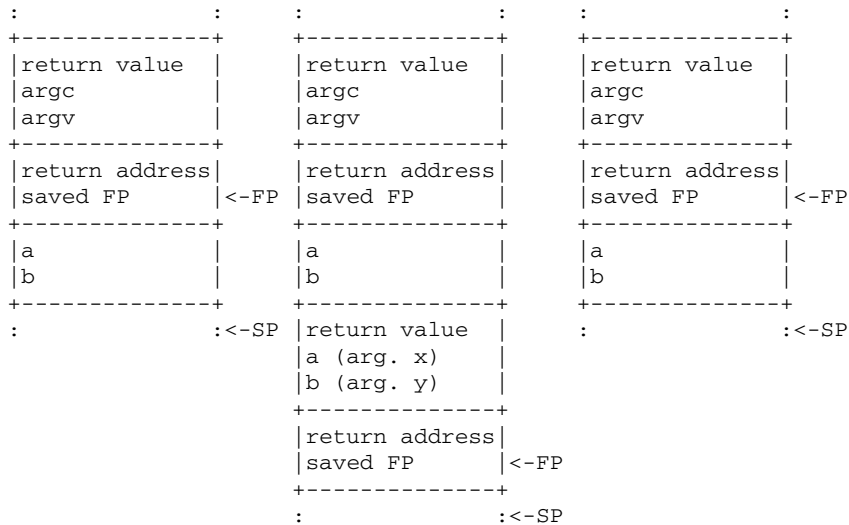 :              :     :              :     :              :
+--------------+     +--------------+     +--------------+
|return value  |     |return value  |     |return value  |
|argc          |     |argc          |     |argc          |
|argv          |     |argv          |     |argv          |
+--------------+     +--------------+     +--------------+
|return address|     |return address|     |return address|
|saved FP      |<-FP |saved FP      |     |saved FP      |<-FP
+--------------+     +--------------+     +--------------+
|a             |     |a             |     |a             |
|b             |     |b             |     |b             |
+--------------+     +--------------+     +--------------+
:              :<-SP |return value  |     :              :<-SP
                     |a (arg. x)    |
                     |b (arg. y)    |
                     +--------------+
                     |return address|
                     |saved FP      |<-FP
                     +--------------+
                     :              :<-SP